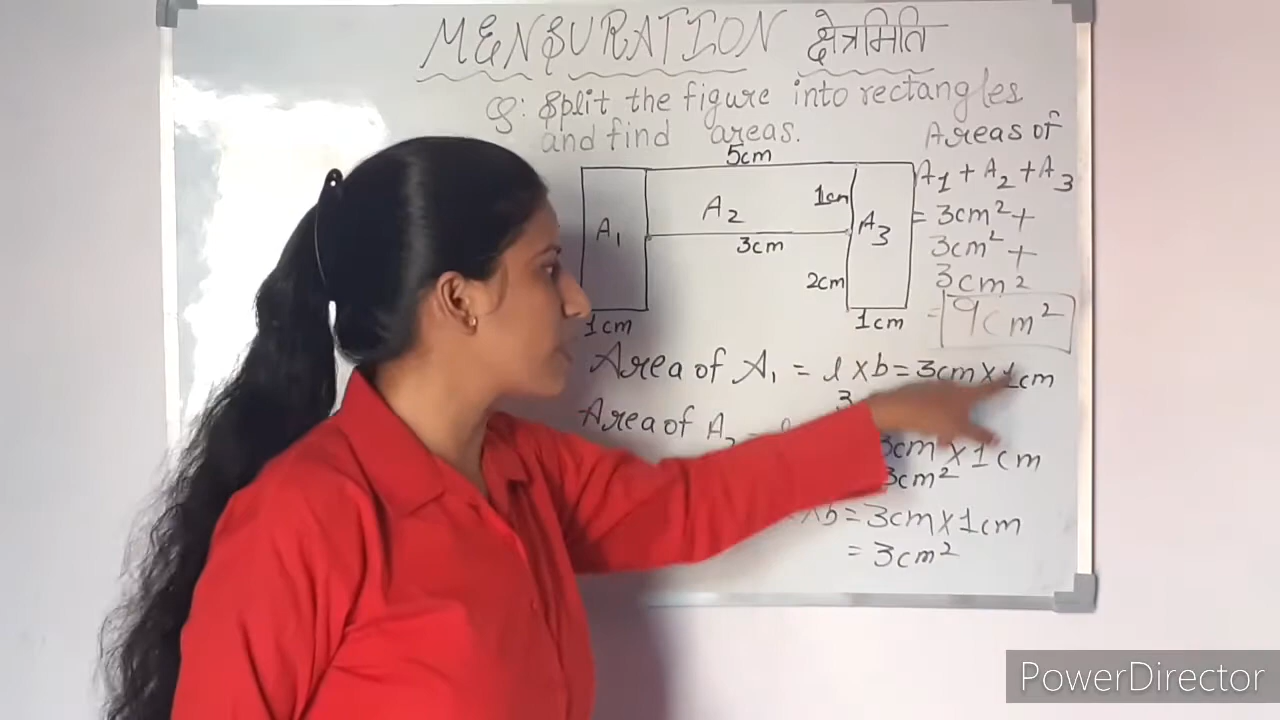 MENSURATION क्षेत्रमिति
Q: Split the figure into rectangles
and find areas.
Areas of
A1 + A2 + A3
= 3cm² +
3cm² +
3cm²
= 9cm²
5cm
A1
A2
1cm
A3
3cm
2cm
1cm
1cm
Area of A1 = l × b = 3cm × 1cm
3
Area of A
3cm × 1cm
3cm²
× b = 3cm × 1cm
= 3cm²
PowerDirector